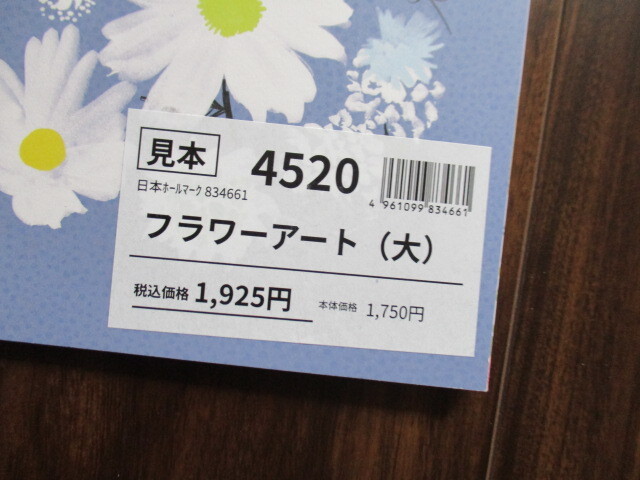 見本 4520
日本ホールマーク 834661
4 961099 834661
フラワーアート（大）
税込価格 1,925円 本体価格 1,750円